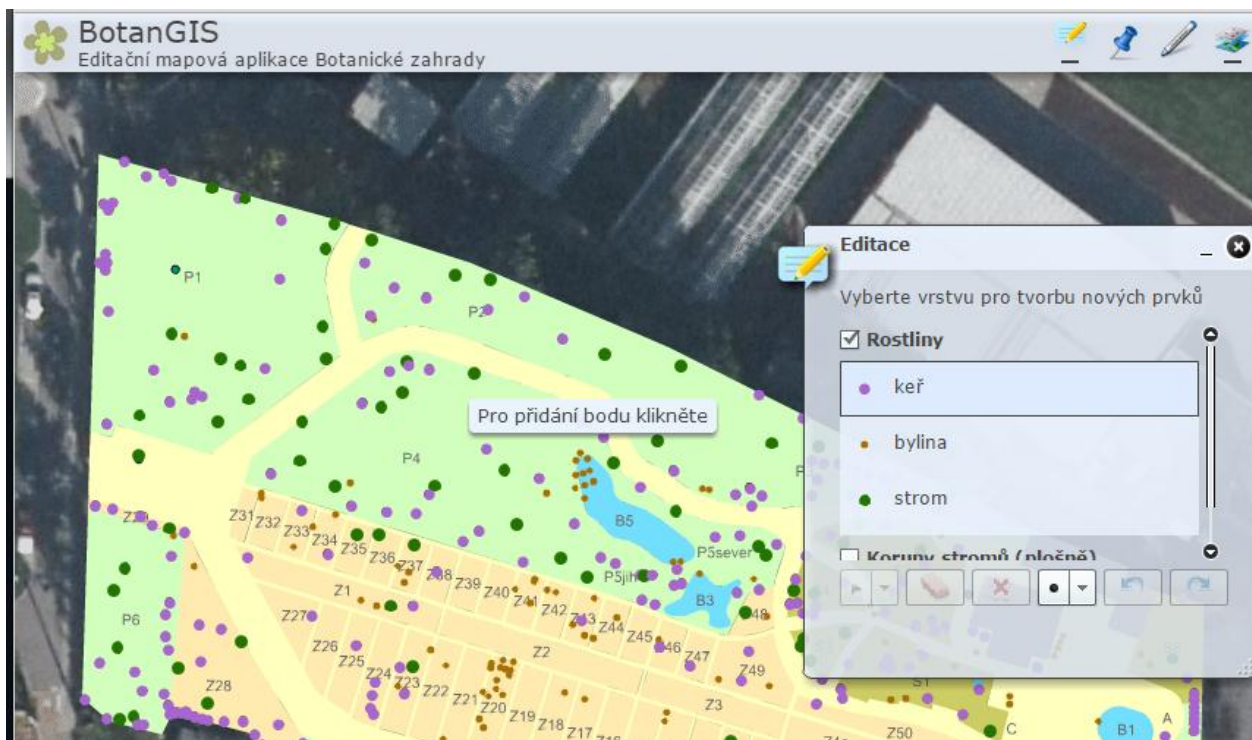 BotanGIS
Editační mapová aplikace Botanické zahrady
Editace
Vyberte vrstvu pro tvorbu nových prvků
Rostliny
keř
bylina
strom
Koruny stromů (plošně)
Pro přidání bodu klikněte
P1
P2
P4
B5
P5sever
P5jih
B3
P6
Z31
Z32
Z33
Z34
Z35
Z36
Z37
Z38
Z39
Z40
Z41
Z42
Z43
Z44
Z45
Z46
Z47
Z48
Z49
Z1
Z2
Z3
Z27
Z26
Z25
Z24
Z23
Z22
Z21
Z20
Z19
Z18
Z17
Z28
Z50
S1
C
B1
A